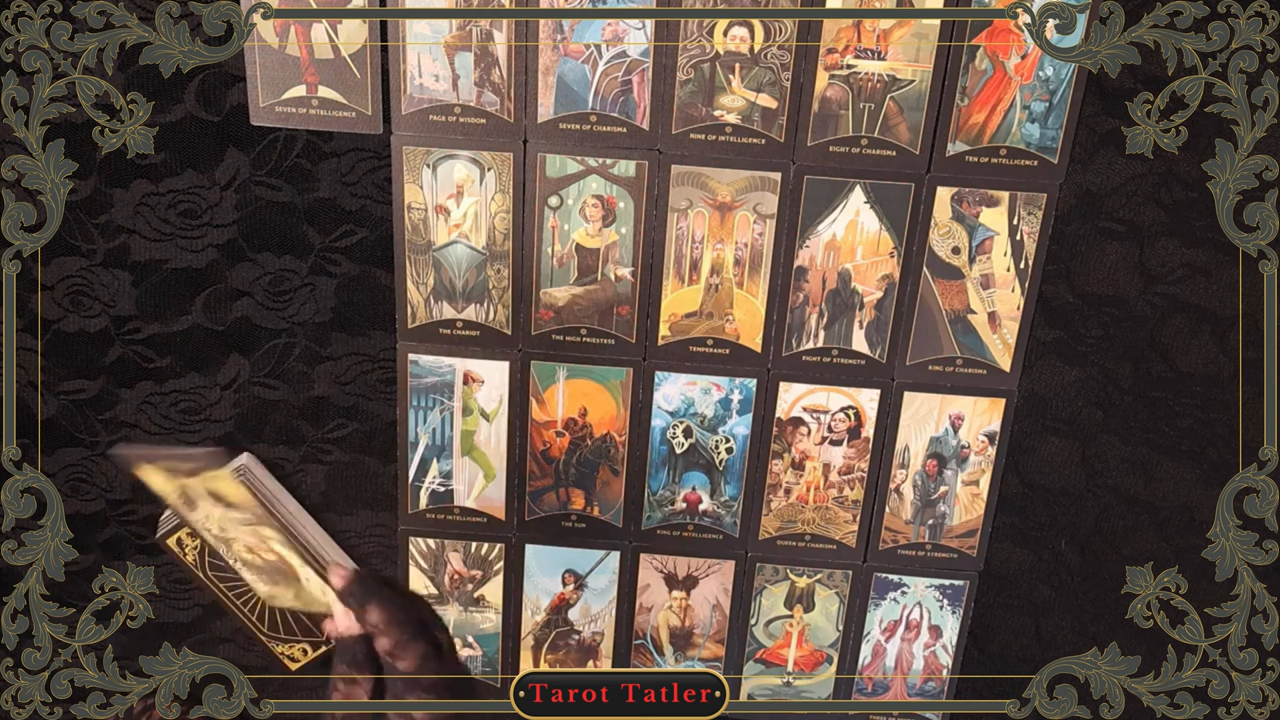 SEVEN OF INTELLIGENCE
PAGE OF WISDOM
SEVEN OF CHARISMA
NINE OF INTELLIGENCE
EIGHT OF CHARISMA
TEN OF INTELLIGENCE
THE CHARIOT
THE HIGH PRIESTESS
TEMPERANCE
EIGHT OF STRENGTH
KING OF CHARISMA
SIX OF INTELLIGENCE
THE SUN
KING OF INTELLIGENCE
QUEEN OF CHARISMA
THREE OF STRENGTH
THREE OF
Tarot Tatler